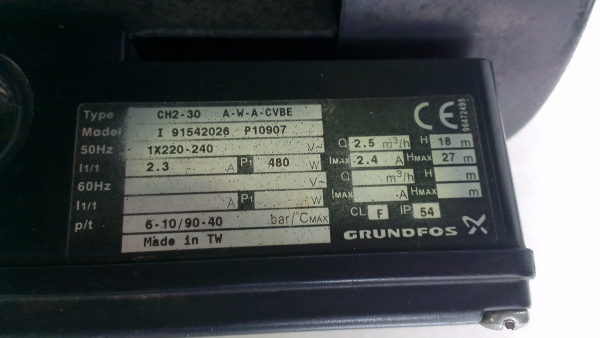 Type CH2-30 A-W-A-CVBE
Model I 91542026 P10907
50Hz 1X220-240 V~ Q 2.5 m³/h H 18 m
I1/1 2.3 A P1 480 W IMAX 2.4 A HMAX 27 m
60Hz V~ Q m³/h H m
I1/1 A P1 W IMAX A HMAX m
p/t 6-10/90-40 bar/°CMAX CL F IP 54
Made in TW GRUNDFOS
CE
96472495